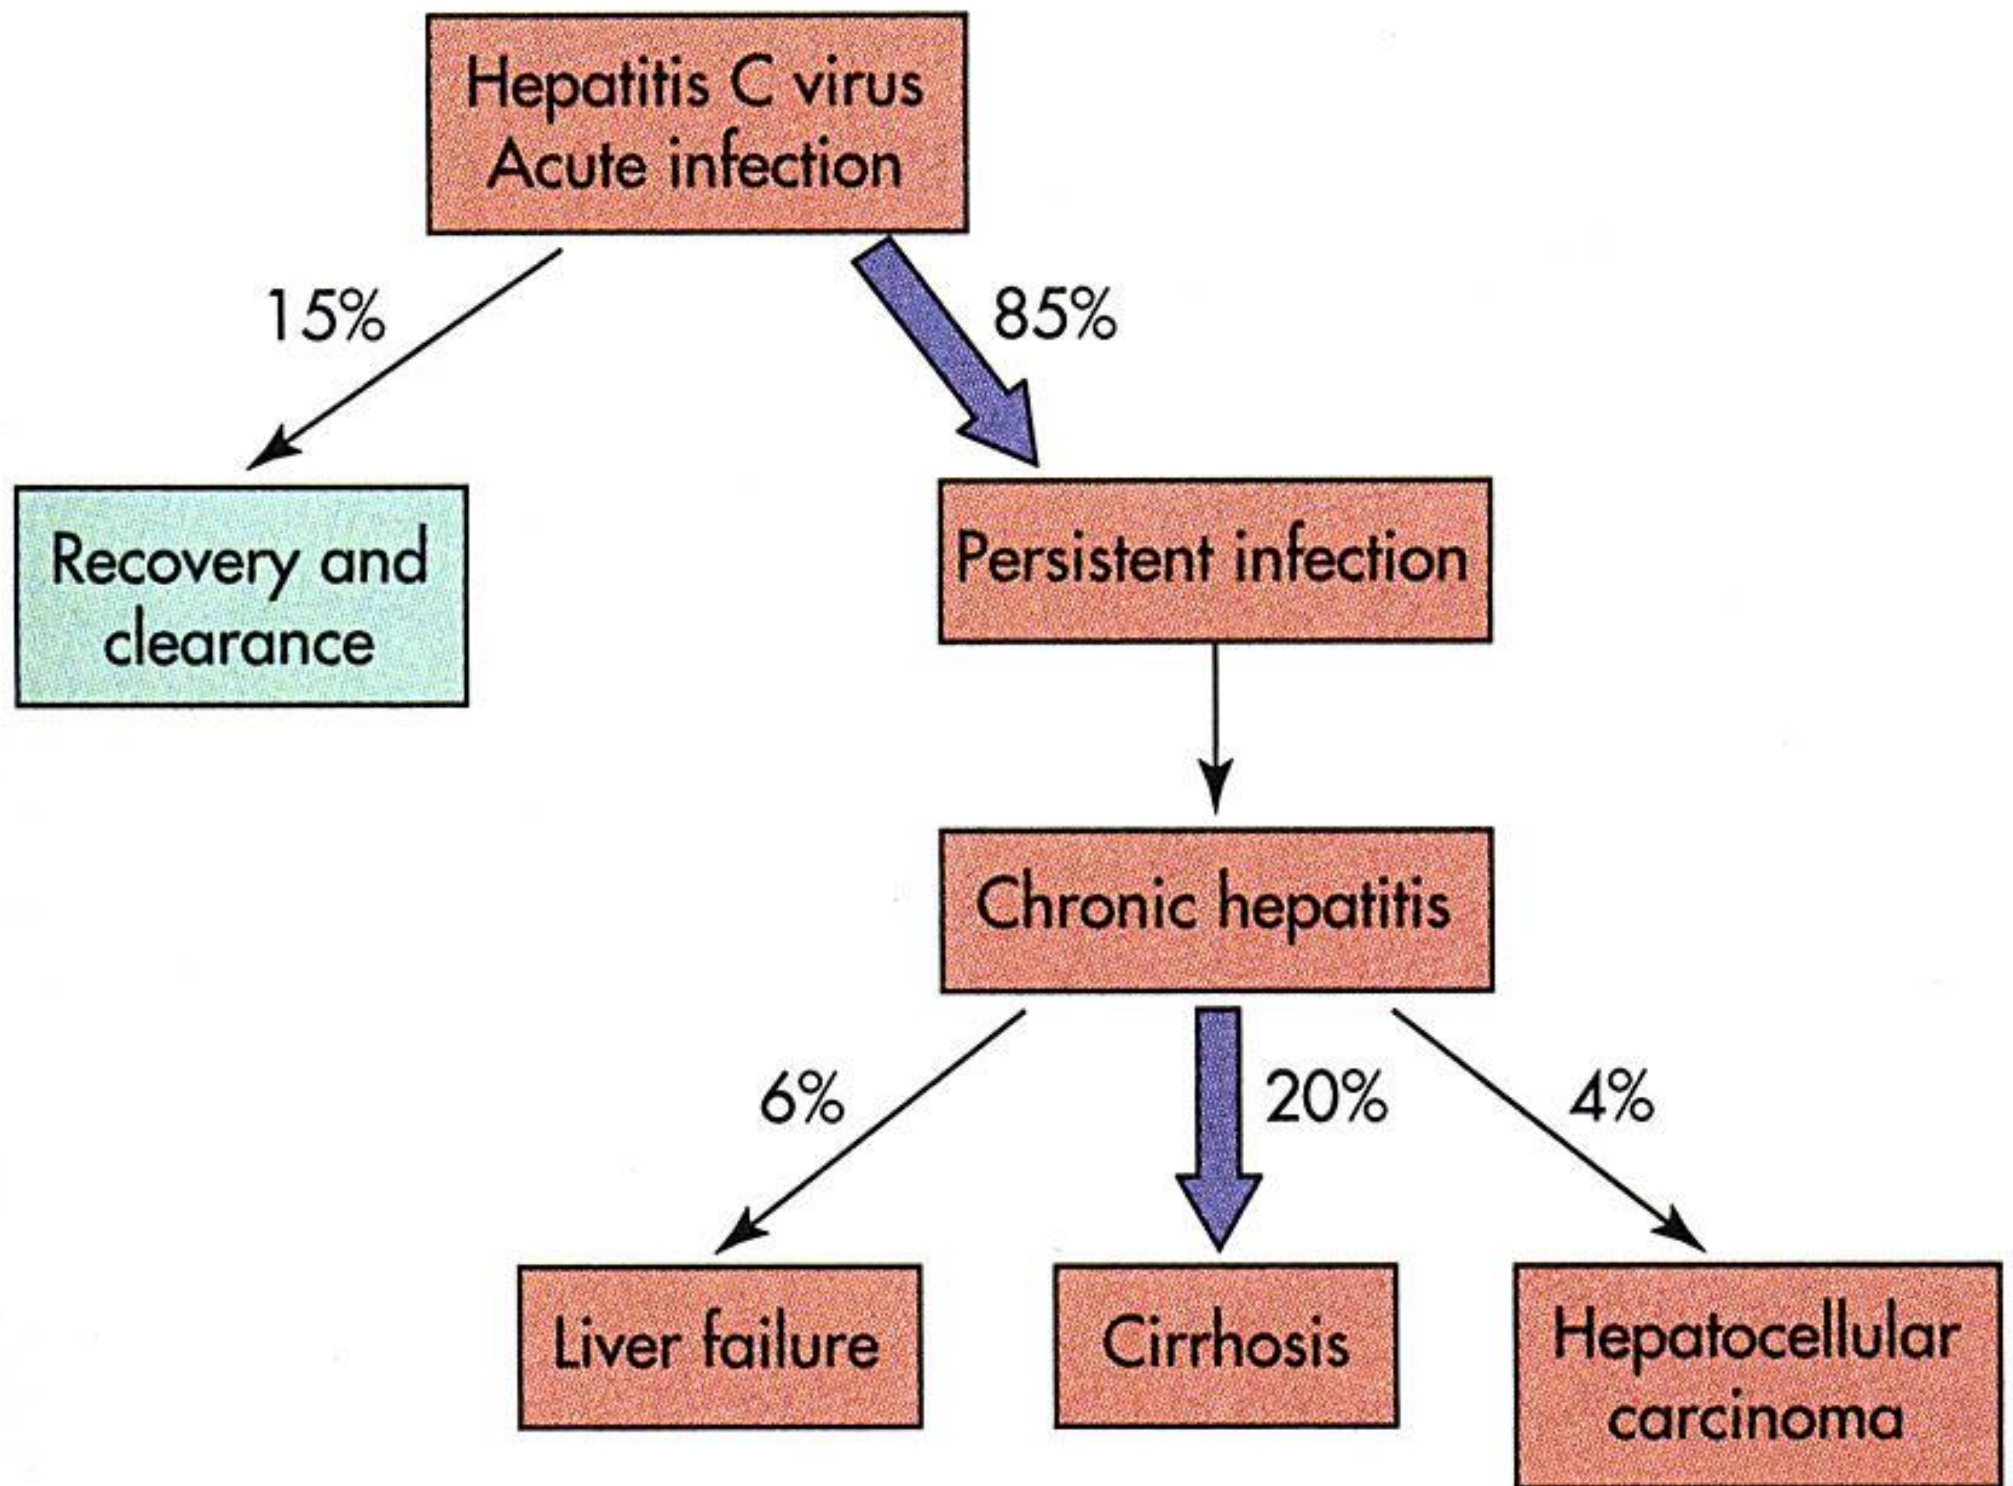 Hepatitis C virus
Acute infection
15%
85%
Recovery and
clearance
Persistent infection
Chronic hepatitis
6%
20%
4%
Liver failure
Cirrhosis
Hepatocellular
carcinoma